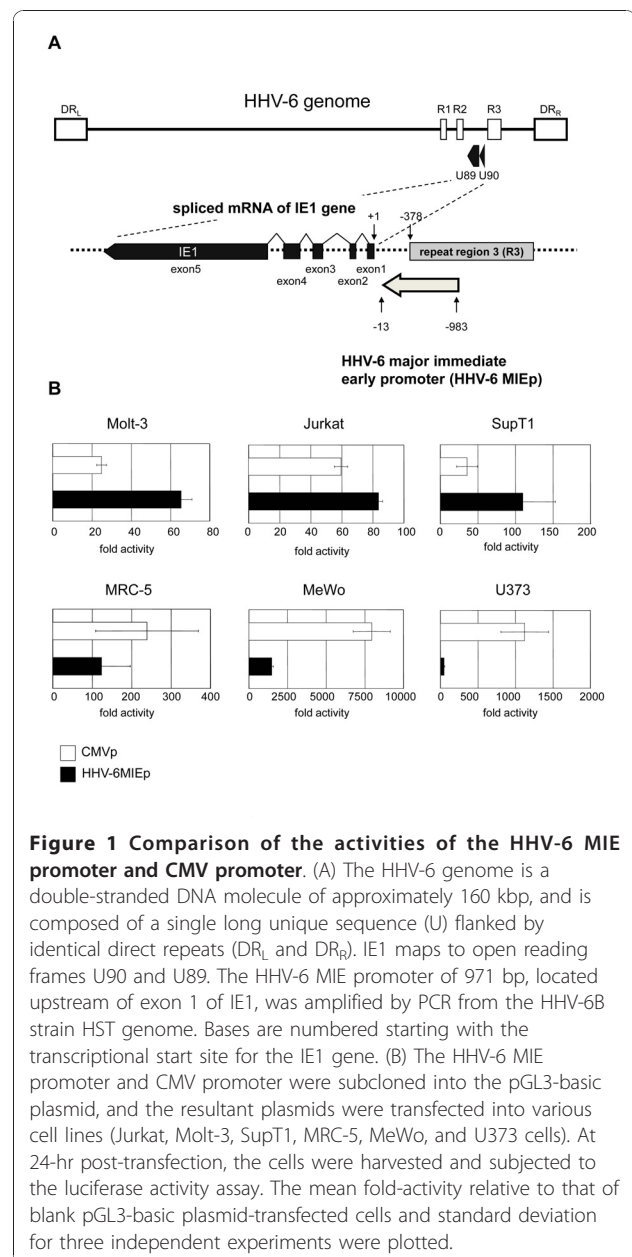 A
HHV-6 genome
DRL R1 R2 R3 DRR
U89 U90
spliced mRNA of IE1 gene
+1 -378
IE1 repeat region 3 (R3)
exon5 exon4 exon3 exon2 exon1
-13 -983
HHV-6 major immediate
early promoter (HHV-6 MIEp)
B
Molt-3 Jurkat SupT1
0 20 40 60 80 0 20 40 60 80 100 0 50 100 150 200
fold activity fold activity fold activity
MRC-5 MeWo U373
0 100 200 300 400 0 2500 5000 7500 10000 0 500 1000 1500 2000
fold activity fold activity fold activity
CMVp
HHV-6MIEp
Figure 1 Comparison of the activities of the HHV-6 MIE
promoter and CMV promoter. (A) The HHV-6 genome is a
double-stranded DNA molecule of approximately 160 kbp, and is
composed of a single long unique sequence (U) flanked by
identical direct repeats (DRL and DRR). IE1 maps to open reading
frames U90 and U89. The HHV-6 MIE promoter of 971 bp, located
upstream of exon 1 of IE1, was amplified by PCR from the HHV-6B
strain HST genome. Bases are numbered starting with the
transcriptional start site for the IE1 gene. (B) The HHV-6 MIE
promoter and CMV promoter were subcloned into the pGL3-basic
plasmid, and the resultant plasmids were transfected into various
cell lines (Jurkat, Molt-3, SupT1, MRC-5, MeWo, and U373 cells). At
24-hr post-transfection, the cells were harvested and subjected to
the luciferase activity assay. The mean fold-activity relative to that of
blank pGL3-basic plasmid-transfected cells and standard deviation
for three independent experiments were plotted.